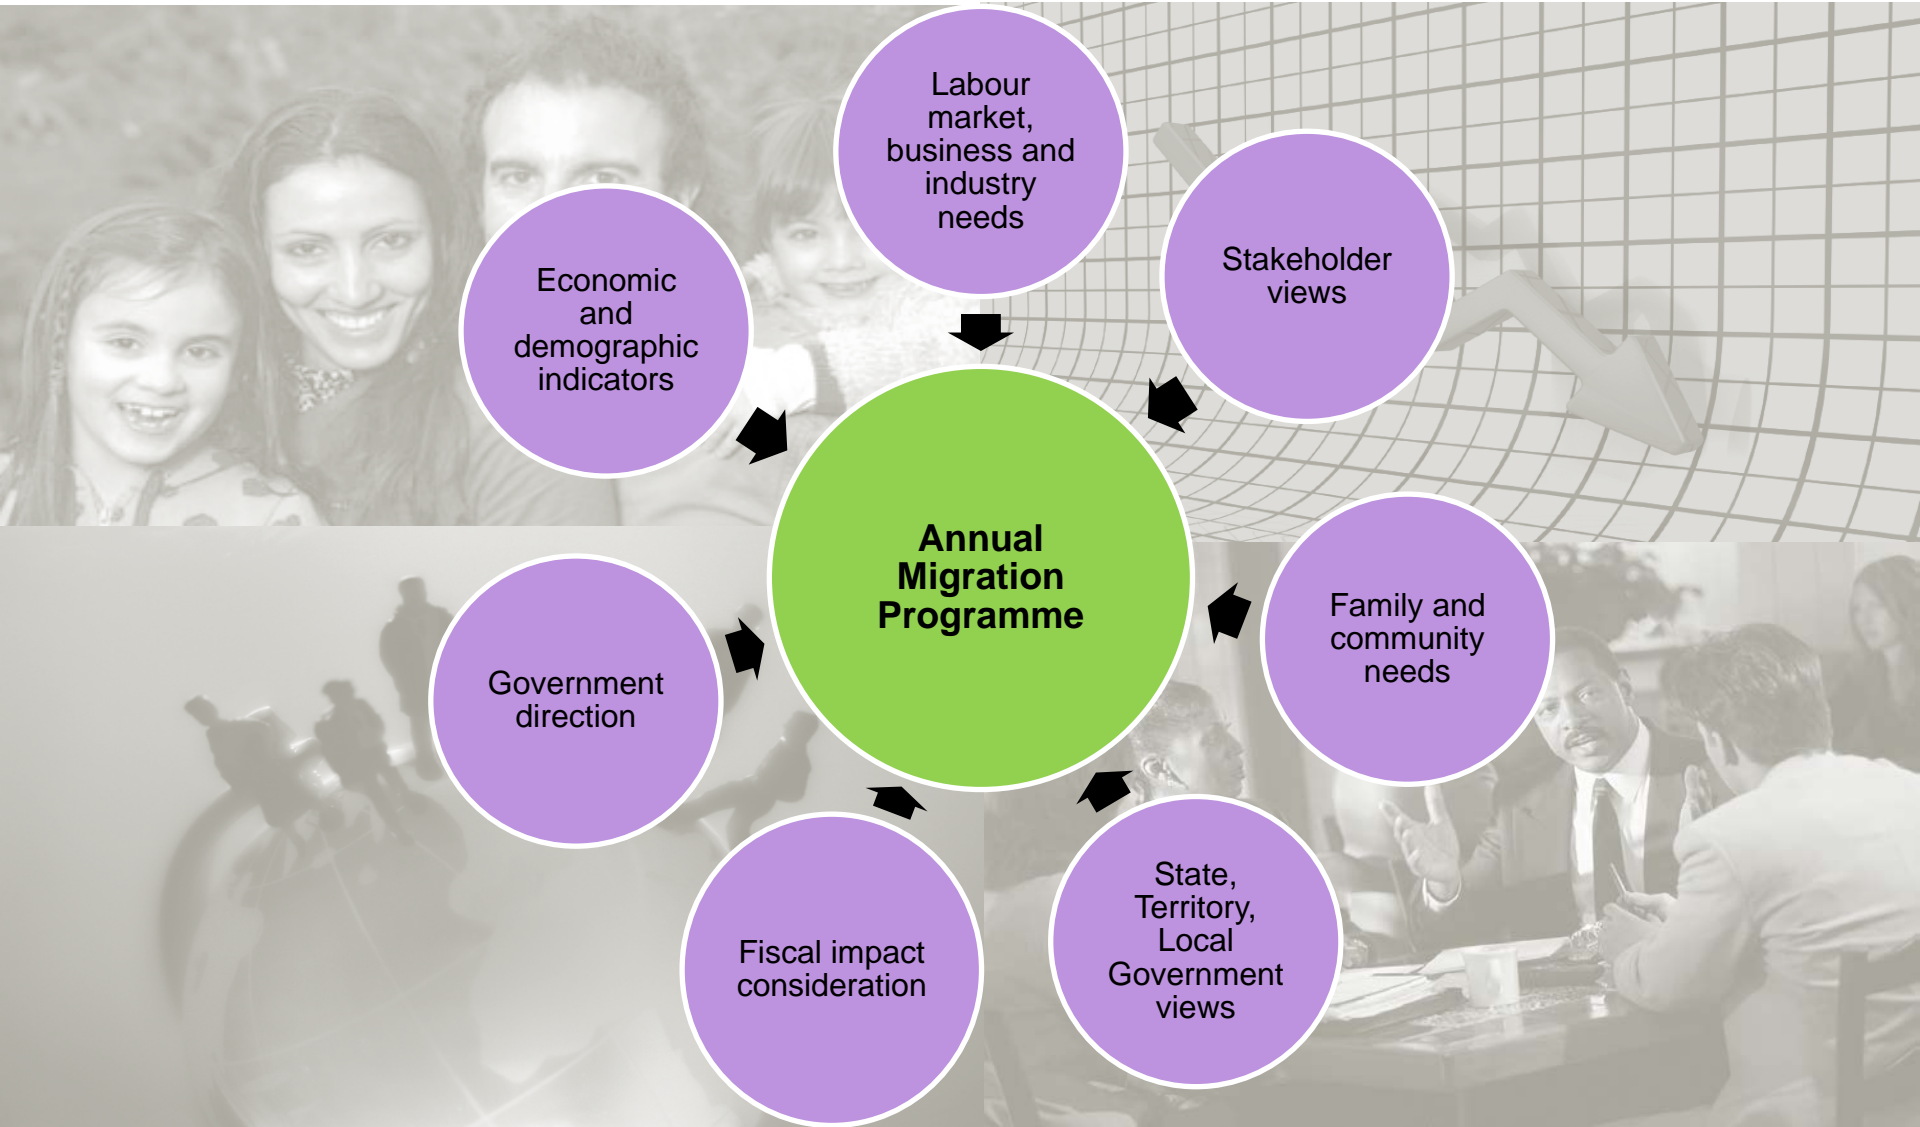 Labour
market,
business and
industry
needs
Stakeholder
views
Economic
and
demographic
indicators
Annual
Migration
Programme
Family and
community
needs
Government
direction
State,
Territory,
Local
Government
views
Fiscal impact
consideration